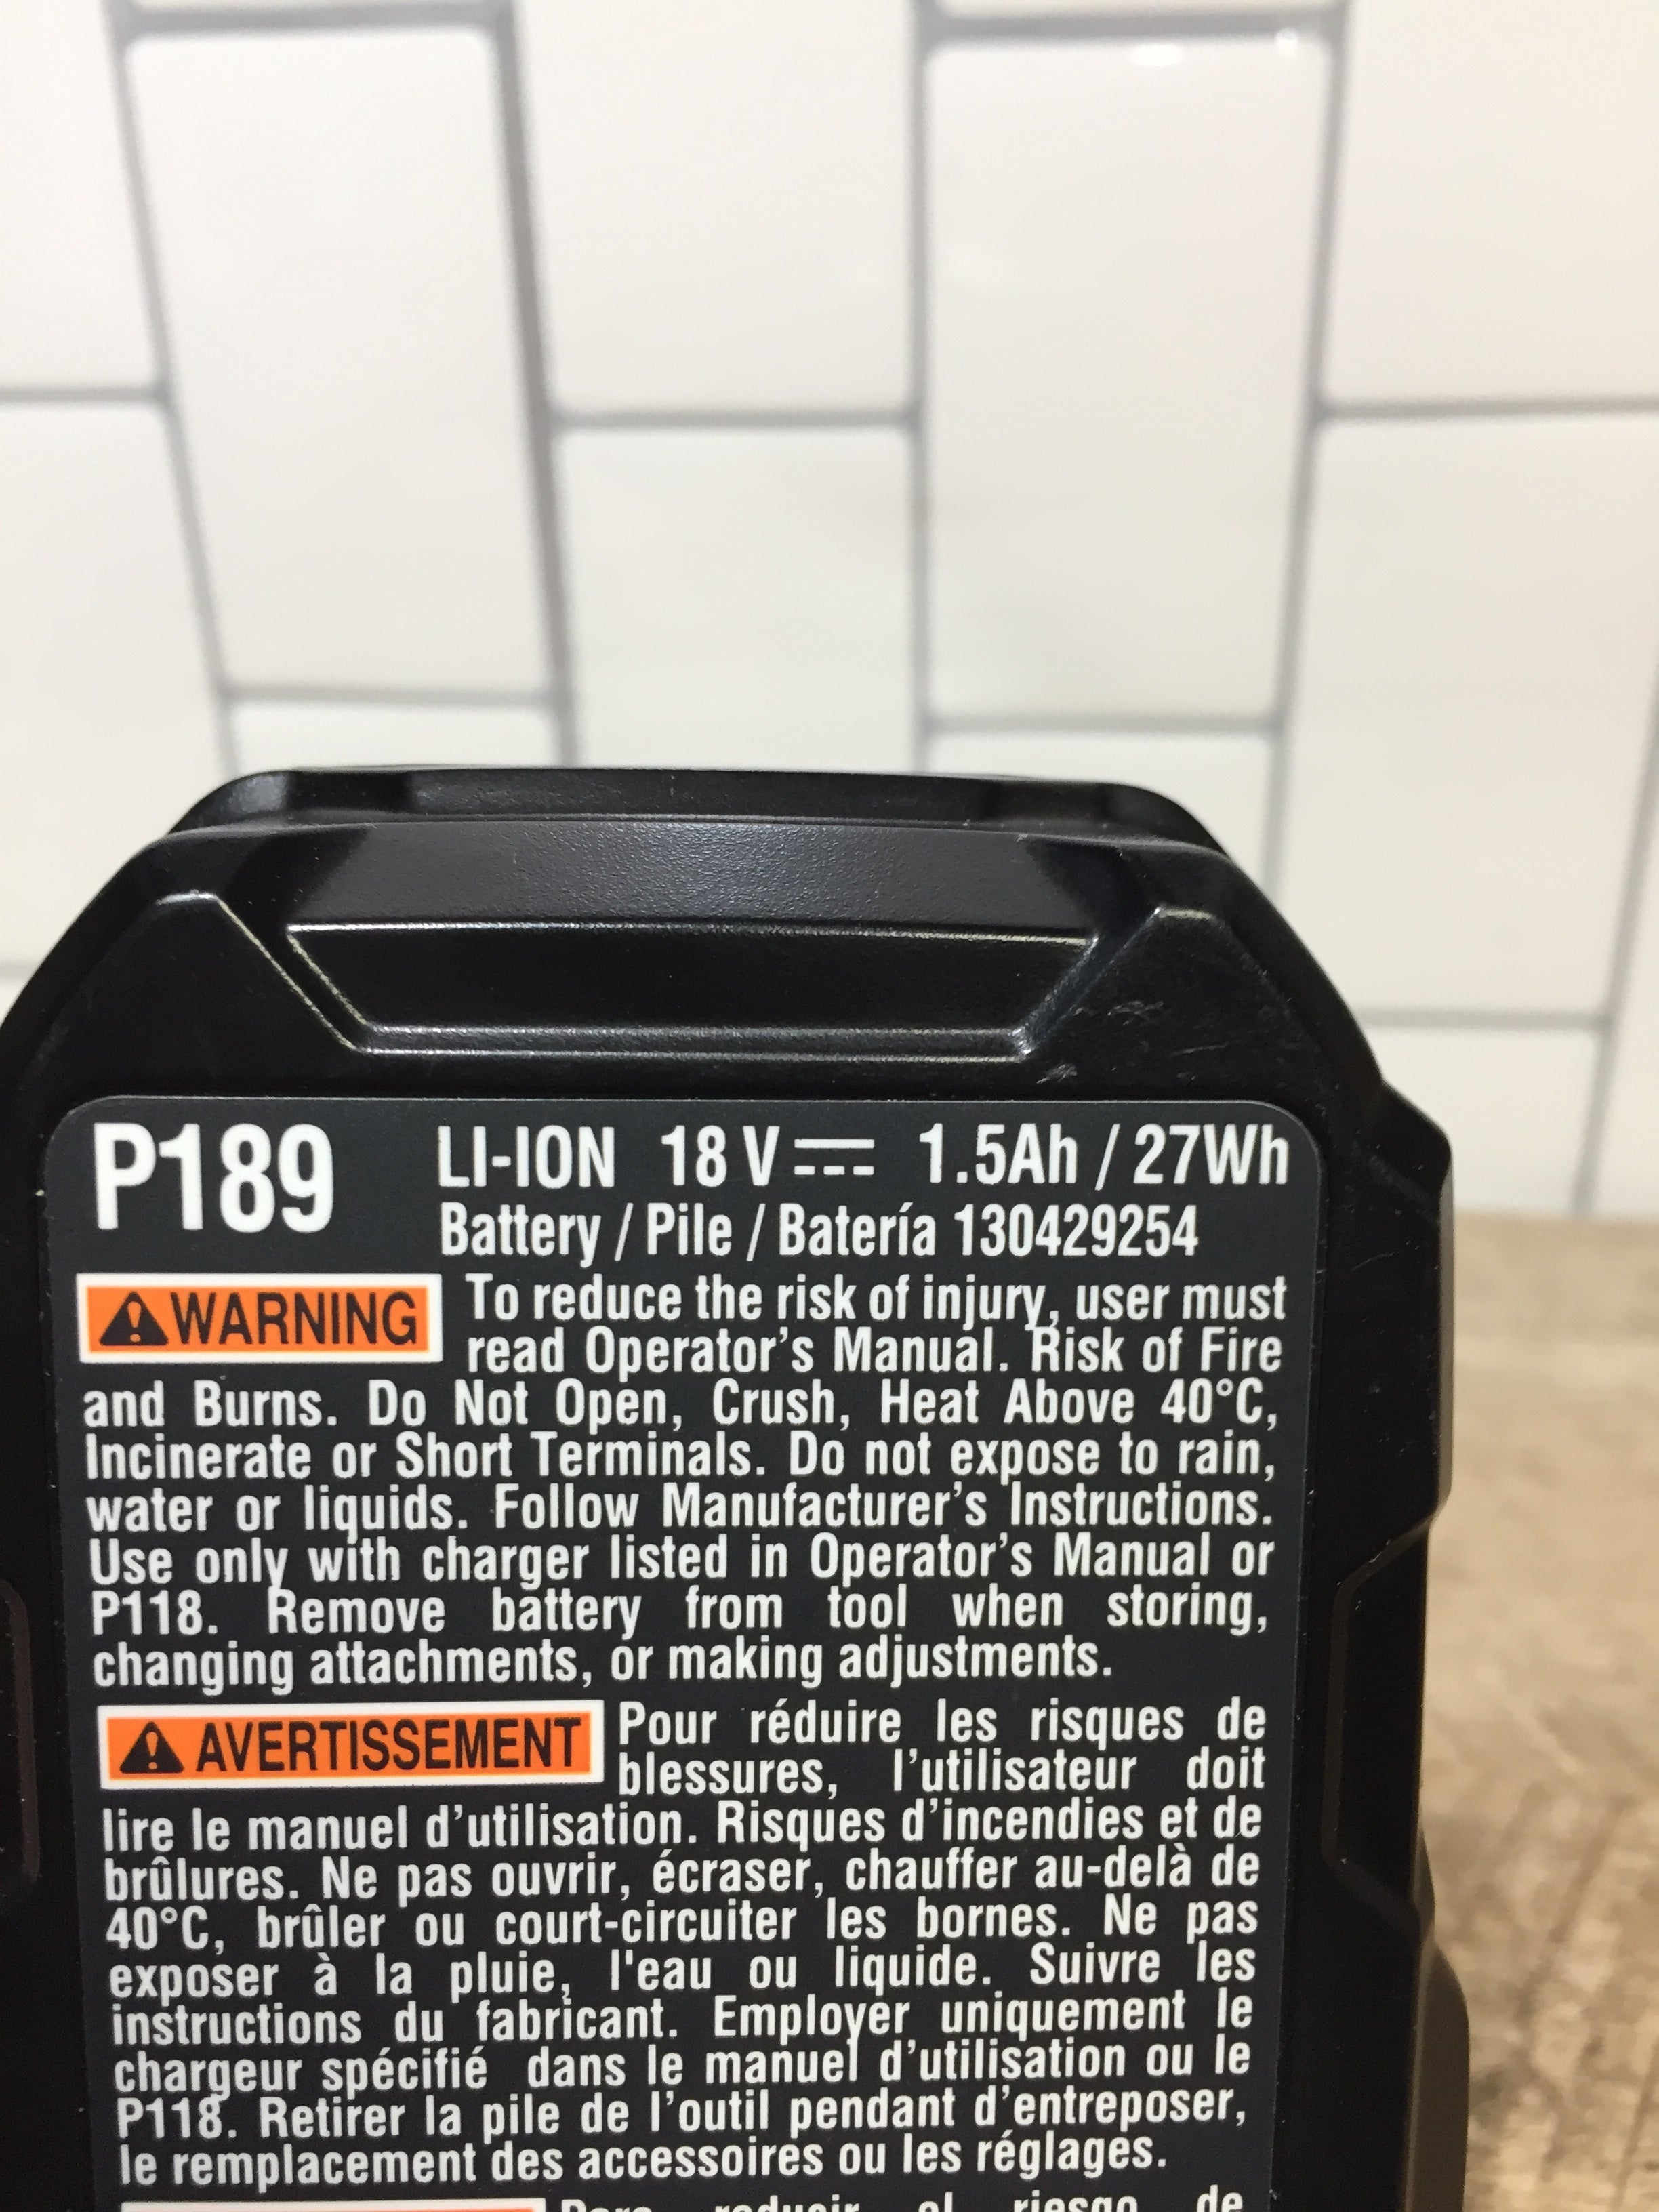 P189 LI-ION 18 V⎓ 1.5Ah / 27Wh
Battery / Pile / Batería 130429254
⚠WARNING To reduce the risk of injury, user must
read Operator’s Manual. Risk of Fire
and Burns. Do Not Open, Crush, Heat Above 40°C,
Incinerate or Short Terminals. Do not expose to rain,
water or liquids. Follow Manufacturer’s Instructions.
Use only with charger listed in Operator’s Manual or
P118. Remove battery from tool when storing,
changing attachments, or making adjustments.
⚠ AVERTISSEMENT Pour réduire les risques de
blessures, l’utilisateur doit
lire le manuel d’utilisation. Risques d’incendies et de
brûlures. Ne pas ouvrir, écraser, chauffer au-delà de
40°C, brûler ou court-circuiter les bornes. Ne pas
exposer à la pluie, l'eau ou liquide. Suivre les
instructions du fabricant. Employer uniquement le
chargeur spécifié dans le manuel d’utilisation ou le
P118. Retirer la pile de l’outil pendant d’entreposer,
le remplacement des accessoires ou les réglages.
Para reducir el riesgo de